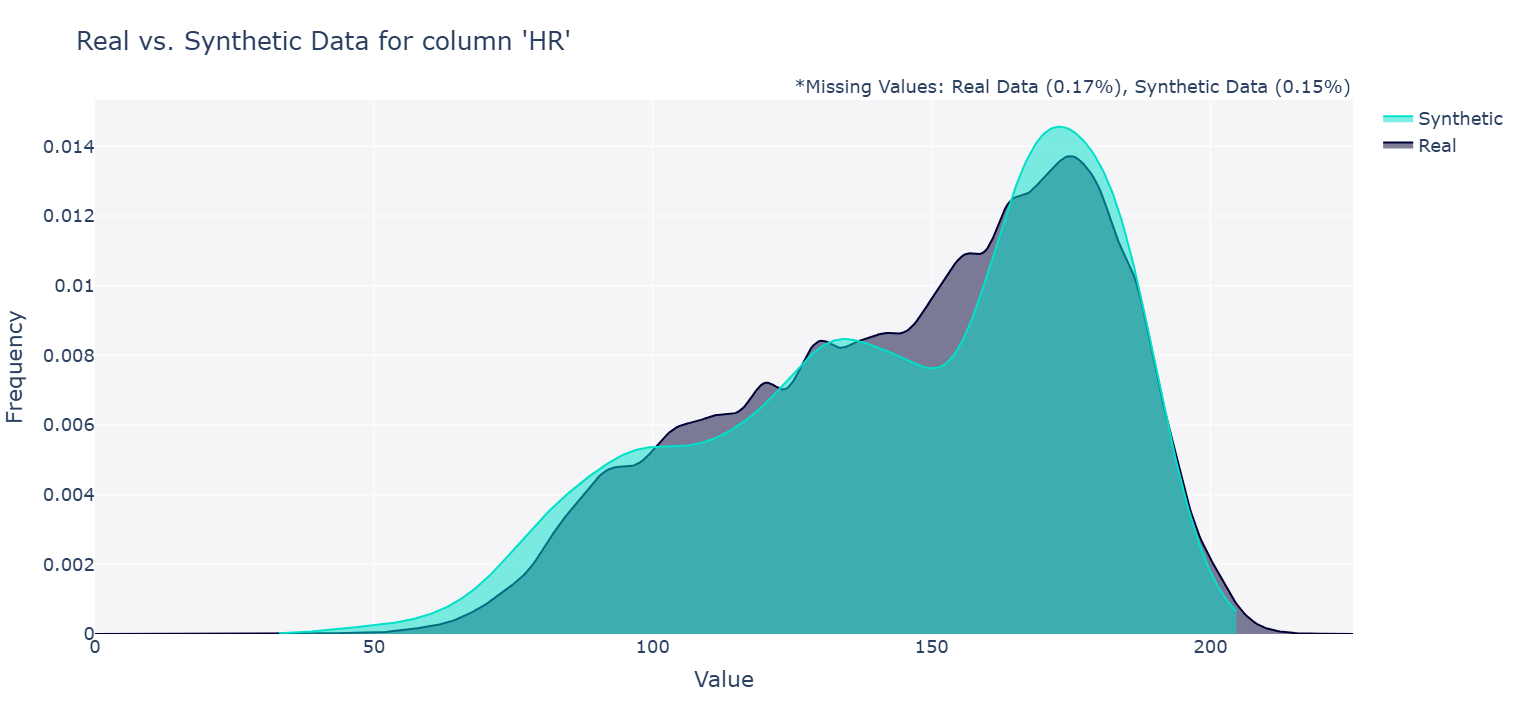 Real vs. Synthetic Data for column 'HR'
*Missing Values: Real Data (0.17%), Synthetic Data (0.15%)
Synthetic
Real
0.014
0.012
0.01
0.008
0.006
0.004
0.002
0
Frequency
0 50 100 150 200
Value